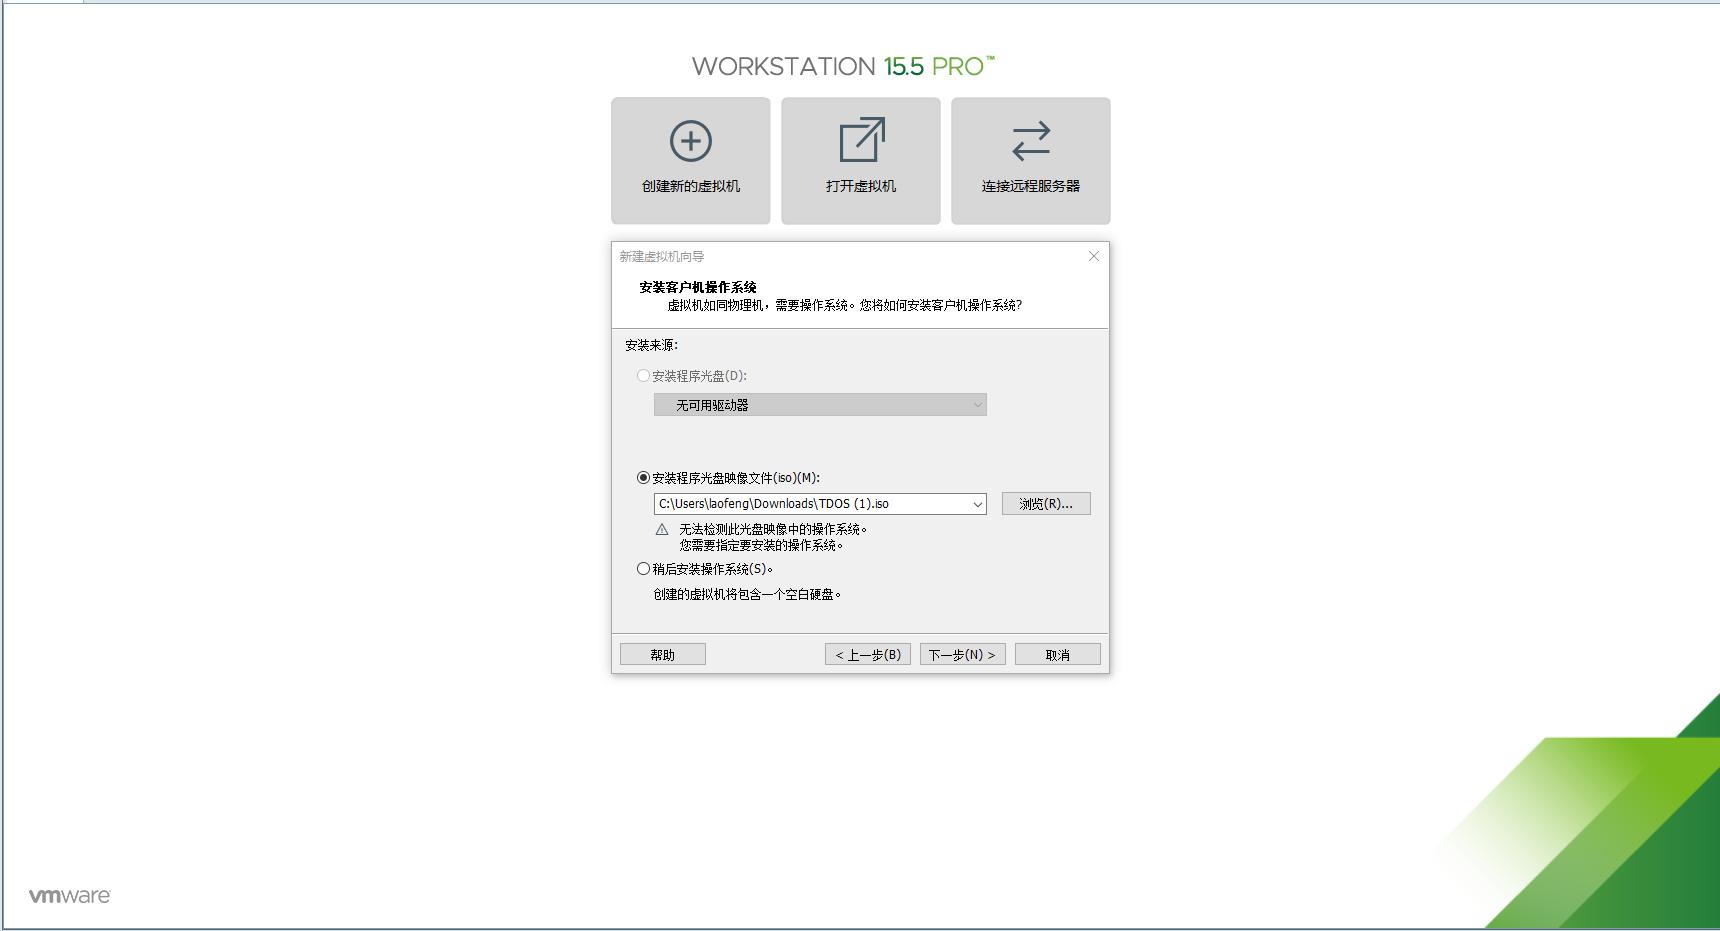 WORKSTATION 15.5 PRO™
创建新的虚拟机
打开虚拟机
连接远程服务器
新建虚拟机向导
安装客户机操作系统
虚拟机如同物理机，需要操作系统。您将如何安装客户机操作系统?
安装来源:
安装程序光盘(D):
无可用驱动器
安装程序光盘映像文件(iso)(M):
C:\Users\laofeng\Downloads\TDOS (1).iso
浏览(R)...
无法检测此光盘映像中的操作系统。
您需要指定要安装的操作系统。
稍后安装操作系统(S)。
创建的虚拟机将包含一个空白硬盘。
帮助
< 上一步(B)
下一步(N) >
取消
vmware